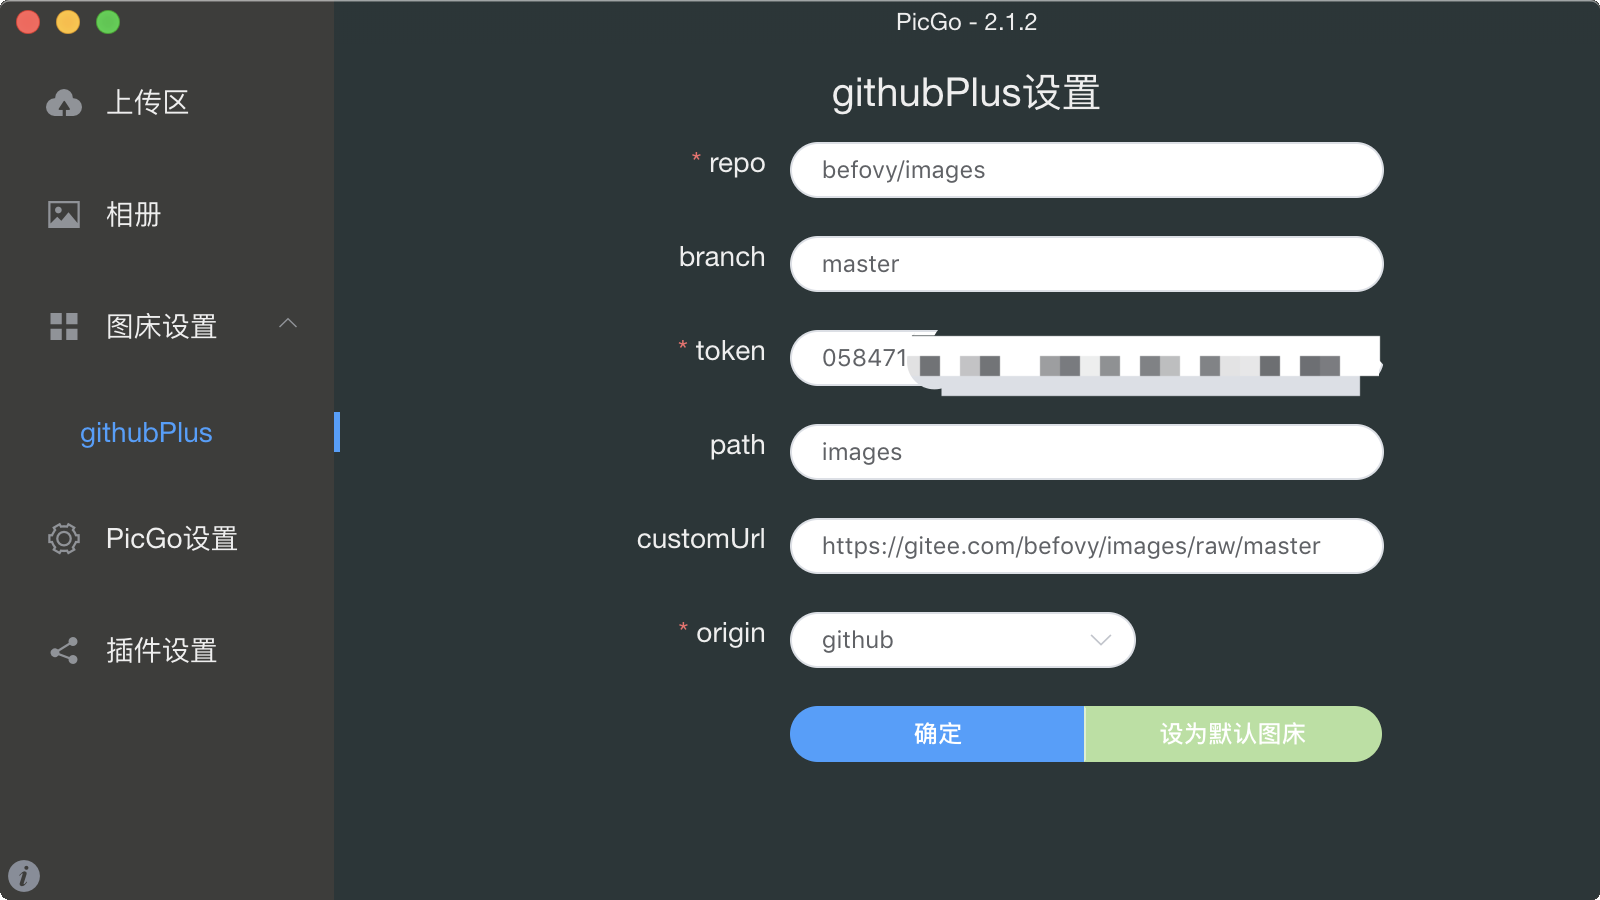 PicGo - 2.1.2
上传区
相册
图床设置
githubPlus
PicGo设置
插件设置
githubPlus设置
* repo
befovy/images
branch
master
* token
058471
path
images
customUrl
https://gitee.com/befovy/images/raw/master
* origin
github
确定
设为默认图床
i